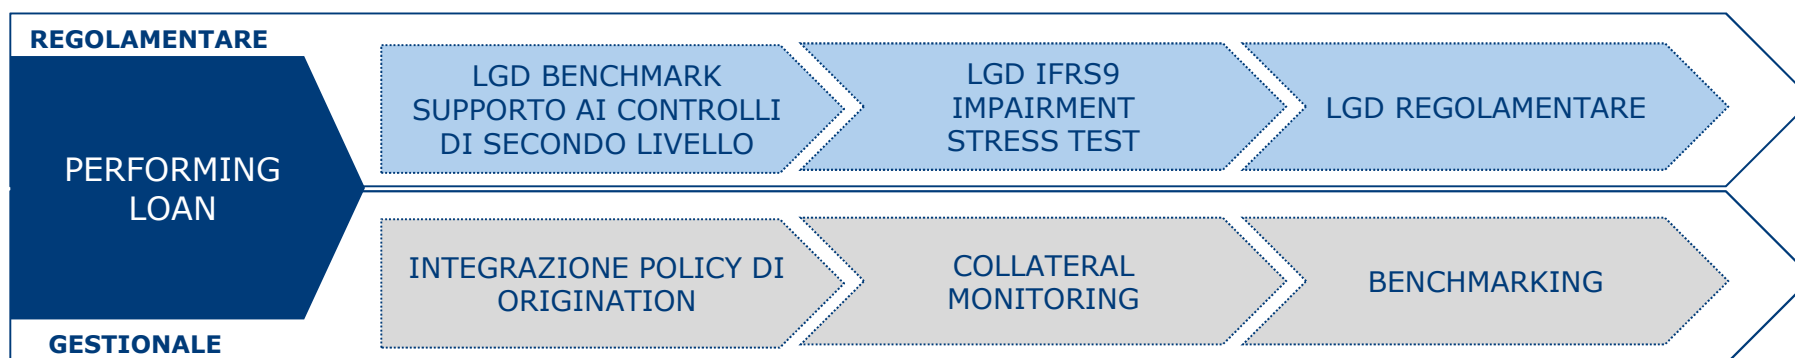 REGOLAMENTARE
PERFORMING
LOAN
LGD BENCHMARK
SUPPORTO AI CONTROLLI
DI SECONDO LIVELLO
LGD IFRS9
IMPAIRMENT
STRESS TEST
LGD REGOLAMENTARE
INTEGRAZIONE POLICY DI
ORIGINATION
COLLATERAL
MONITORING
BENCHMARKING
GESTIONALE